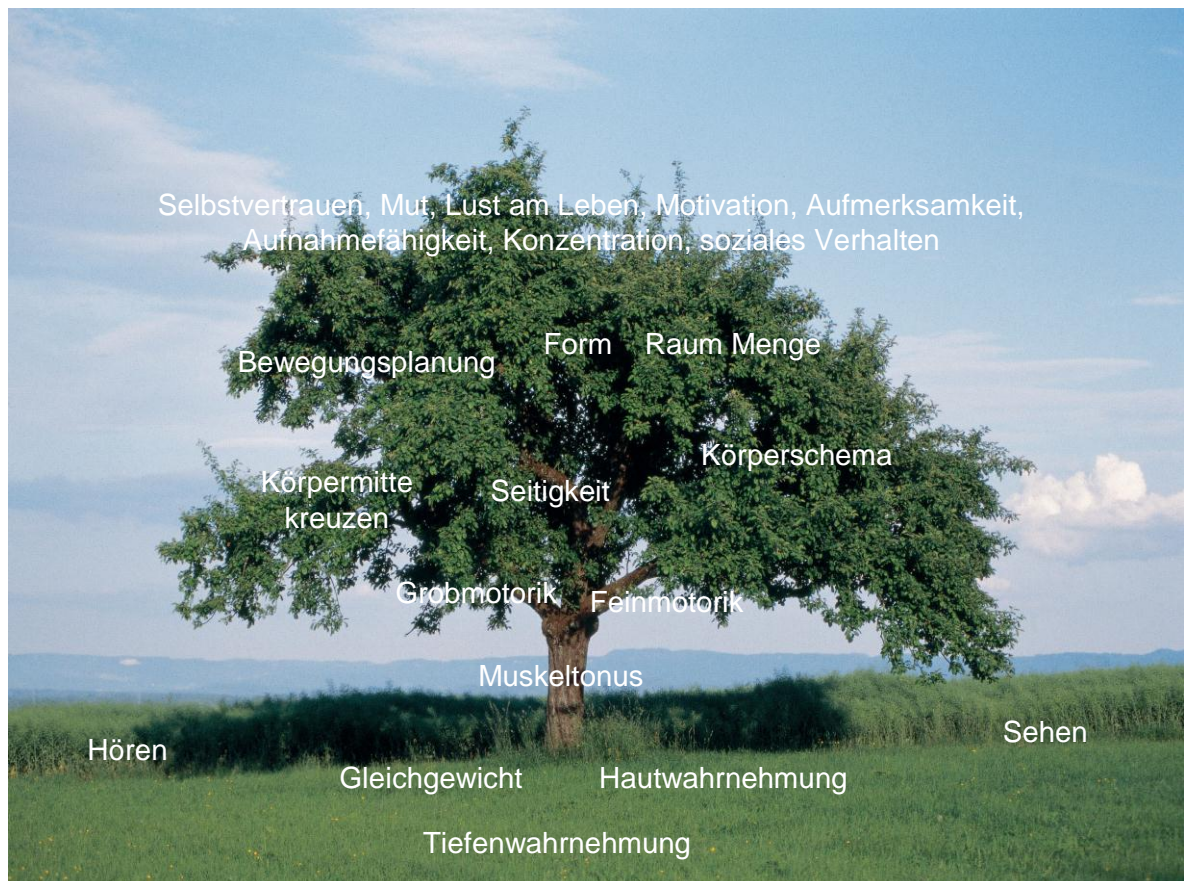 Selbstvertrauen, Mut, Lust am Leben, Motivation, Aufmerksamkeit,
Aufnahmefähigkeit, Konzentration, soziales Verhalten
Form Raum Menge
Bewegungsplanung
Körperschema
Körpermitte
kreuzen
Seitigkeit
Grobmotorik
Feinmotorik
Muskeltonus
Hören
Sehen
Gleichgewicht
Hautwahrnehmung
Tiefenwahrnehmung